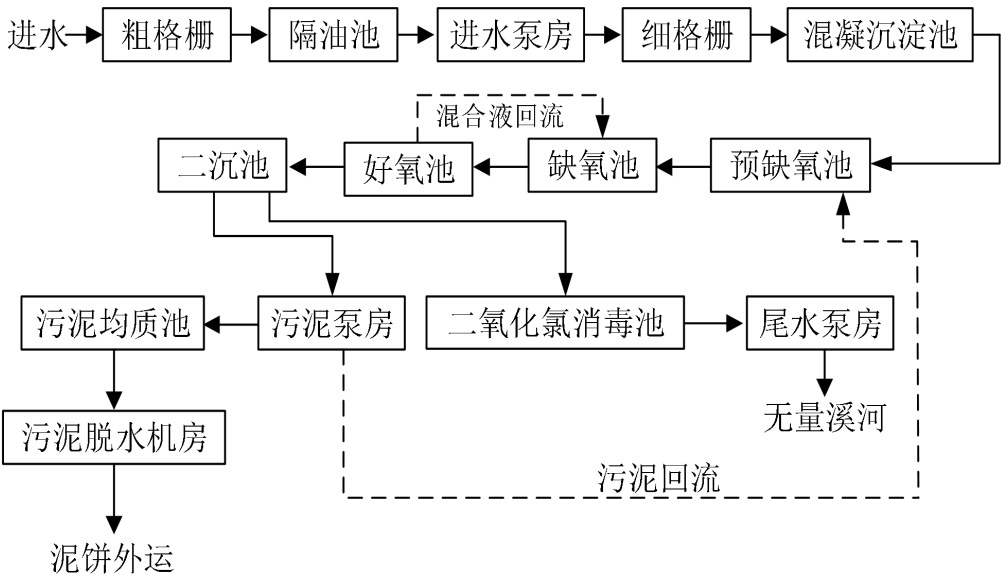 进水
粗格栅
隔油池
进水泵房
细格栅
混凝沉淀池
混合液回流
二沉池
好氧池
缺氧池
预缺氧池
污泥均质池
污泥泵房
二氧化氯消毒池
尾水泵房
无量溪河
污泥脱水机房
污泥回流
泥饼外运